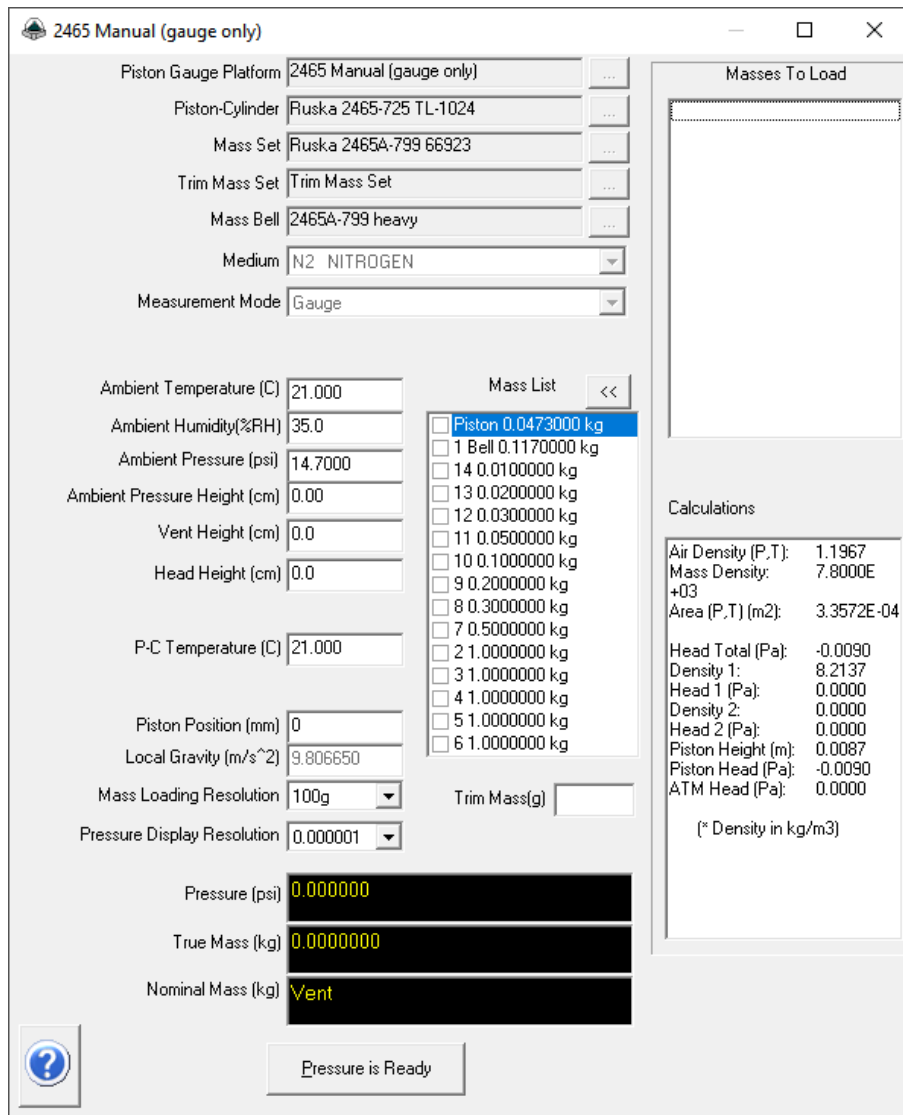 2465 Manual (gauge only)
Piston Gauge Platform 2465 Manual (gauge only) ...
Piston-Cylinder Ruska 2465-725 TL-1024 ...
Mass Set Ruska 2465A-799 66923 ...
Trim Mass Set Trim Mass Set ...
Mass Bell 2465A-799 heavy ...
Medium N2 NITROGEN
Measurement Mode Gauge
Ambient Temperature (C) 21.000
Ambient Humidity(%RH) 35.0
Ambient Pressure (psi) 14.7000
Ambient Pressure Height (cm) 0.00
Vent Height (cm) 0.0
Head Height (cm) 0.0
P-C Temperature (C) 21.000
Piston Position (mm) 0
Local Gravity (m/s^2) 9.806650
Mass Loading Resolution 100g
Pressure Display Resolution 0.000001
Mass List <<
Piston 0.0473000 kg
1 Bell 0.1170000 kg
14 0.0100000 kg
13 0.0200000 kg
12 0.0300000 kg
11 0.0500000 kg
10 0.1000000 kg
9 0.2000000 kg
8 0.3000000 kg
7 0.5000000 kg
2 1.0000000 kg
3 1.0000000 kg
4 1.0000000 kg
5 1.0000000 kg
6 1.0000000 kg
Trim Mass(g)
Pressure (psi) 0.000000
True Mass (kg) 0.0000000
Nominal Mass (kg) Vent
?
Pressure is Ready
Masses To Load
Calculations
Air Density (P,T): 1.1967
Mass Density: 7.8000E
+03
Area (P,T) (m2): 3.3572E-04
Head Total (Pa): -0.0090
Density 1: 8.2137
Head 1 (Pa): 0.0000
Density 2: 0.0000
Head 2 (Pa): 0.0000
Piston Height (m): 0.0087
Piston Head (Pa): -0.0090
ATM Head (Pa): 0.0000
(* Density in kg/m3)